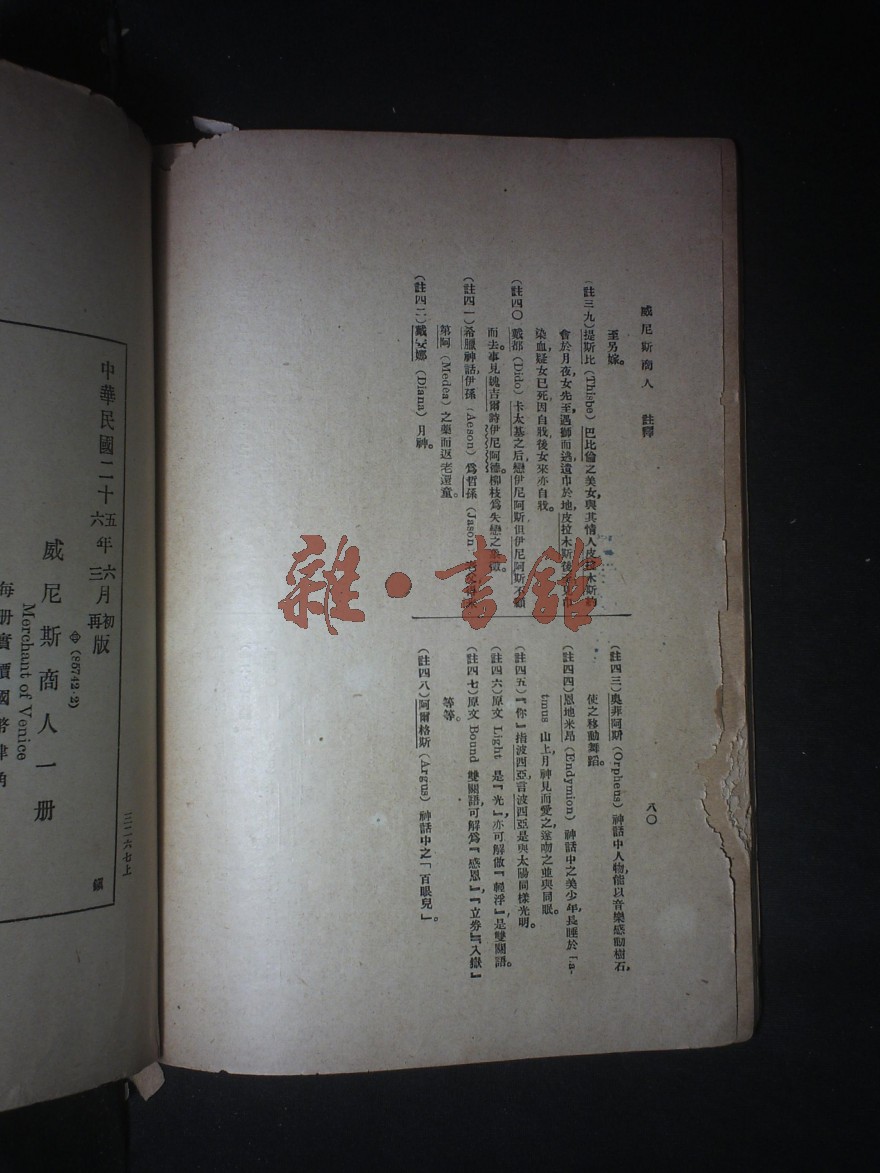 威尼斯商人　註釋
八〇
至另嫁。
(註三九)提斯比(Thisbe)巴比倫之美女與其情人皮拉木斯約
會於月夜女先至，遇獅而逃遺巾於地皮拉木斯後至見巾
染血，疑女已死因自戕，後女來亦自戕。
(註四〇)戴都(Dido)卡太基之后，戀伊尼阿斯但伊尼阿斯不顧
而去。事見魏吉爾詩伊尼阿德。柳枝爲失戀之象徵。
(註四一)希臘神話，伊孫(Aeson)爲哲孫(Jason
第阿(Medea)之藥而返老還童。
(註四二)戴安娜(Diana)月神。
(註四三)奧菲阿斯(Orpheus)神話中人物，能以音樂感動樹石，
使之移動舞蹈。
(註四四)恩地米昂(Endymion)神話中之美少年，長睡於 La-
tmus 山上月神見而愛之，遂吻之並與同眠。
(註四五)『你』指波西亞，言波西亞是與太陽同樣光明。
(註四六)原文 Light 是『光』，亦可解做『輕浮』，是雙關語。
(註四七)原文 Bound 雙關語，可解爲『感恩』，『立券』『入獄』
等等。
(註四八)阿爾格斯(Argus)神話中之「百眼兒」。
雜·書館
中華民國二十五年六月初版
六年三月再版
(85742·2)
威尼斯商人一册
Merchant of Venice
每册實價國幣肆角
三二六七上
鎭